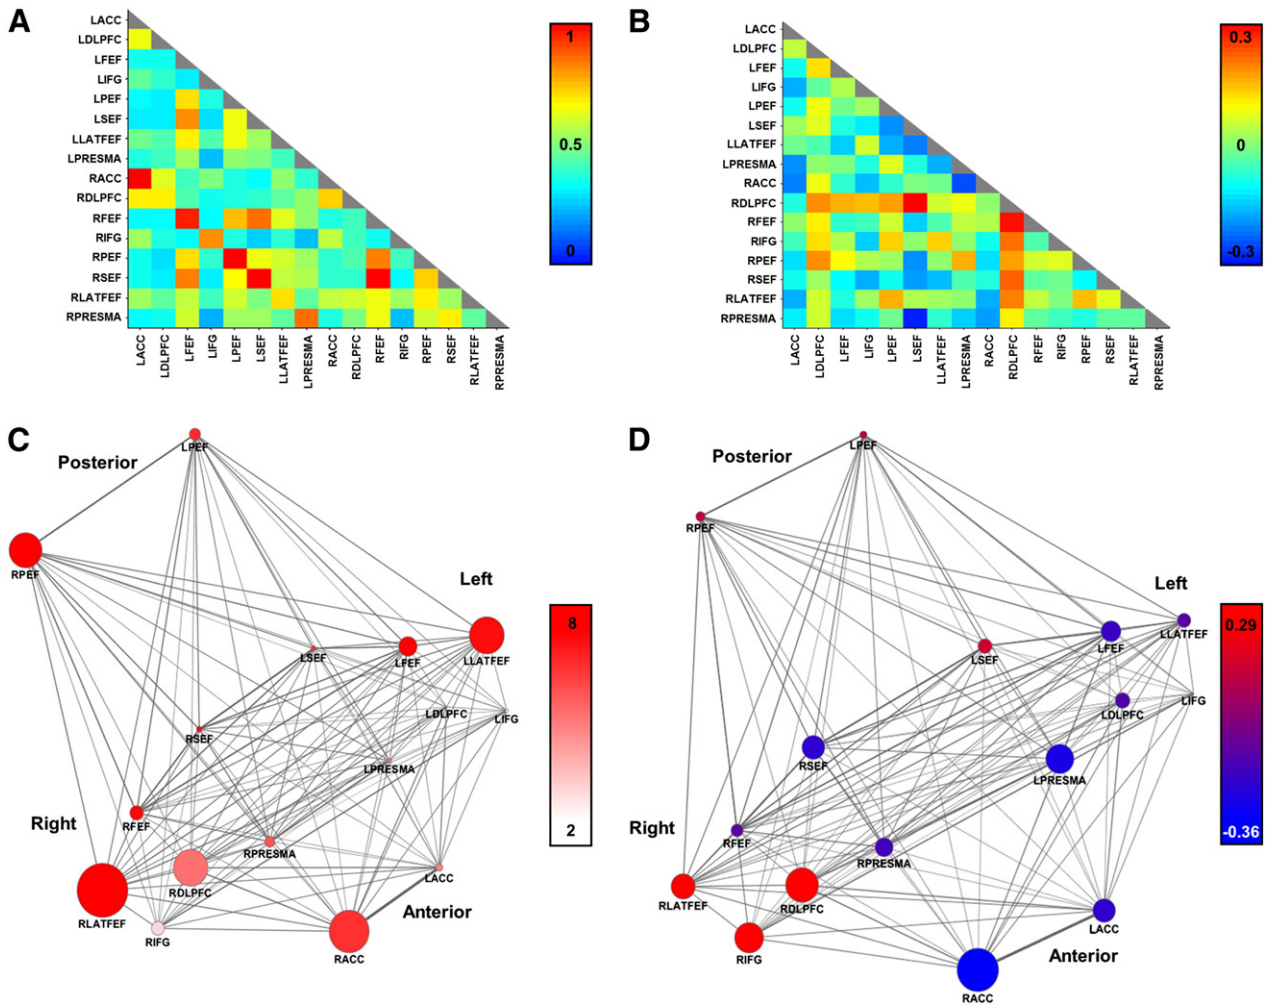 A
LACC
LDLPFC
LFEF
LIFG
LPEF
LSEF
LLATFEF
LPRESMA
RACC
RDLPFC
RFEF
RIFG
RPEF
RSEF
RLATFEF
RPRESMA
LACC
LDLPFC
LFEF
LIFG
LPEF
LSEF
LLATFEF
LPRESMA
RACC
RDLPFC
RFEF
RIFG
RPEF
RSEF
RLATFEF
RPRESMA
1
0.5
0
B
LACC
LDLPFC
LFEF
LIFG
LPEF
LSEF
LLATFEF
LPRESMA
RACC
RDLPFC
RFEF
RIFG
RPEF
RSEF
RLATFEF
RPRESMA
LACC
LDLPFC
LFEF
LIFG
LPEF
LSEF
LLATFEF
LPRESMA
RACC
RDLPFC
RFEF
RIFG
RPEF
RSEF
RLATFEF
RPRESMA
0.3
0
-0.3
C
LPEF
Posterior
RPEF
Left
LSEF
LFEF
LLATFEF
LDLPFC
LIFG
RSEF
LPRESMA
Right
RFEF
RPRESMA
LACC
RDLPFC
RLATFEF
Anterior
RIFG
RACC
8
2
D
LPEF
Posterior
RPEF
Left
LLATFEF
LFEF
LSEF
LIFG
LDLPFC
RSEF
LPRESMA
Right
RFEF
RPRESMA
RLATFEF
RDLPFC
LACC
RIFG
Anterior
RACC
0.29
-0.36